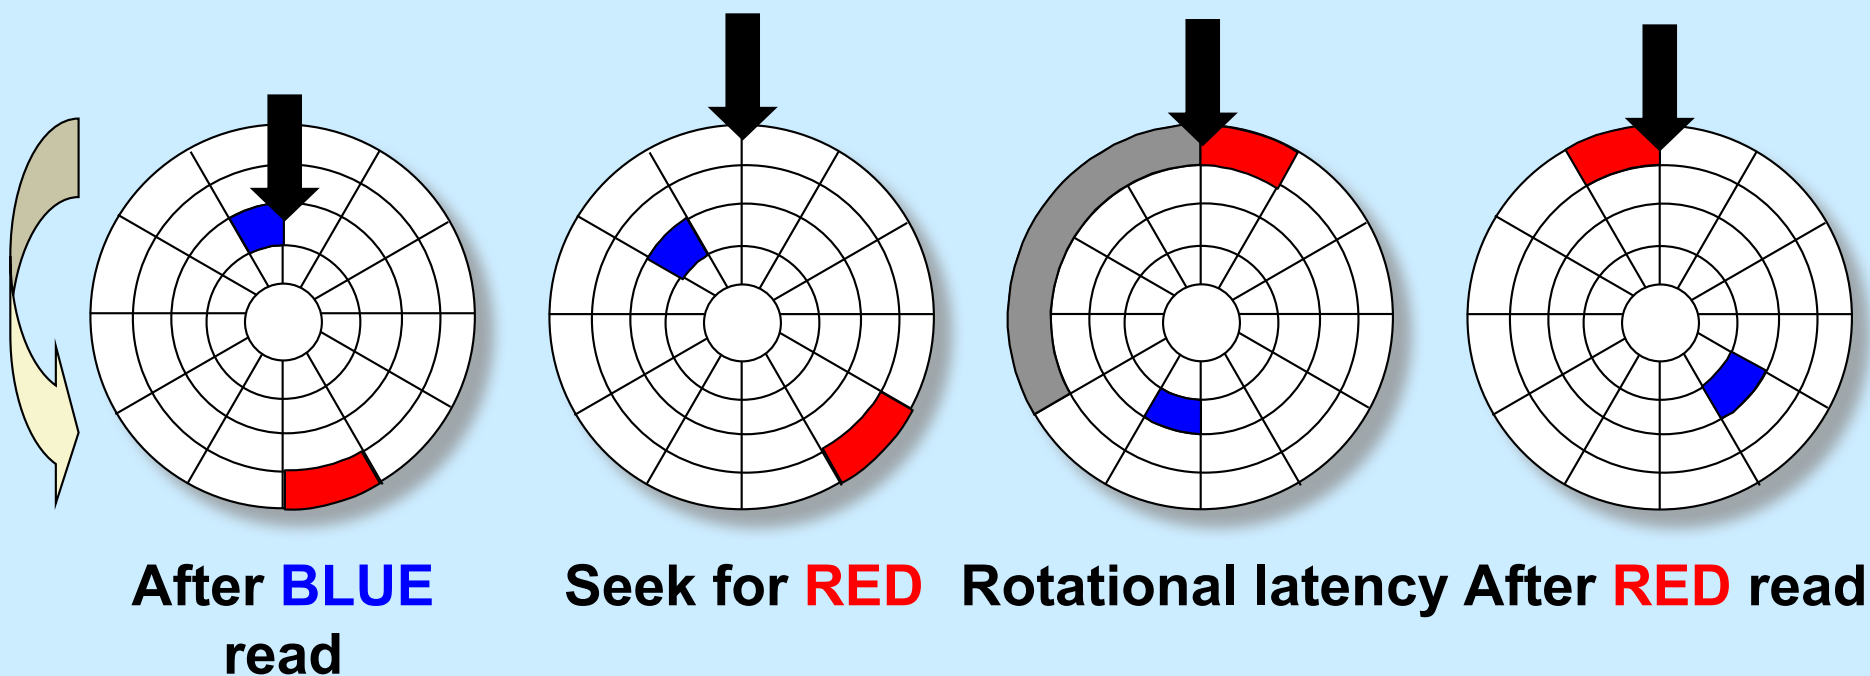 After BLUE
read
Seek for RED
Rotational latency
After RED read